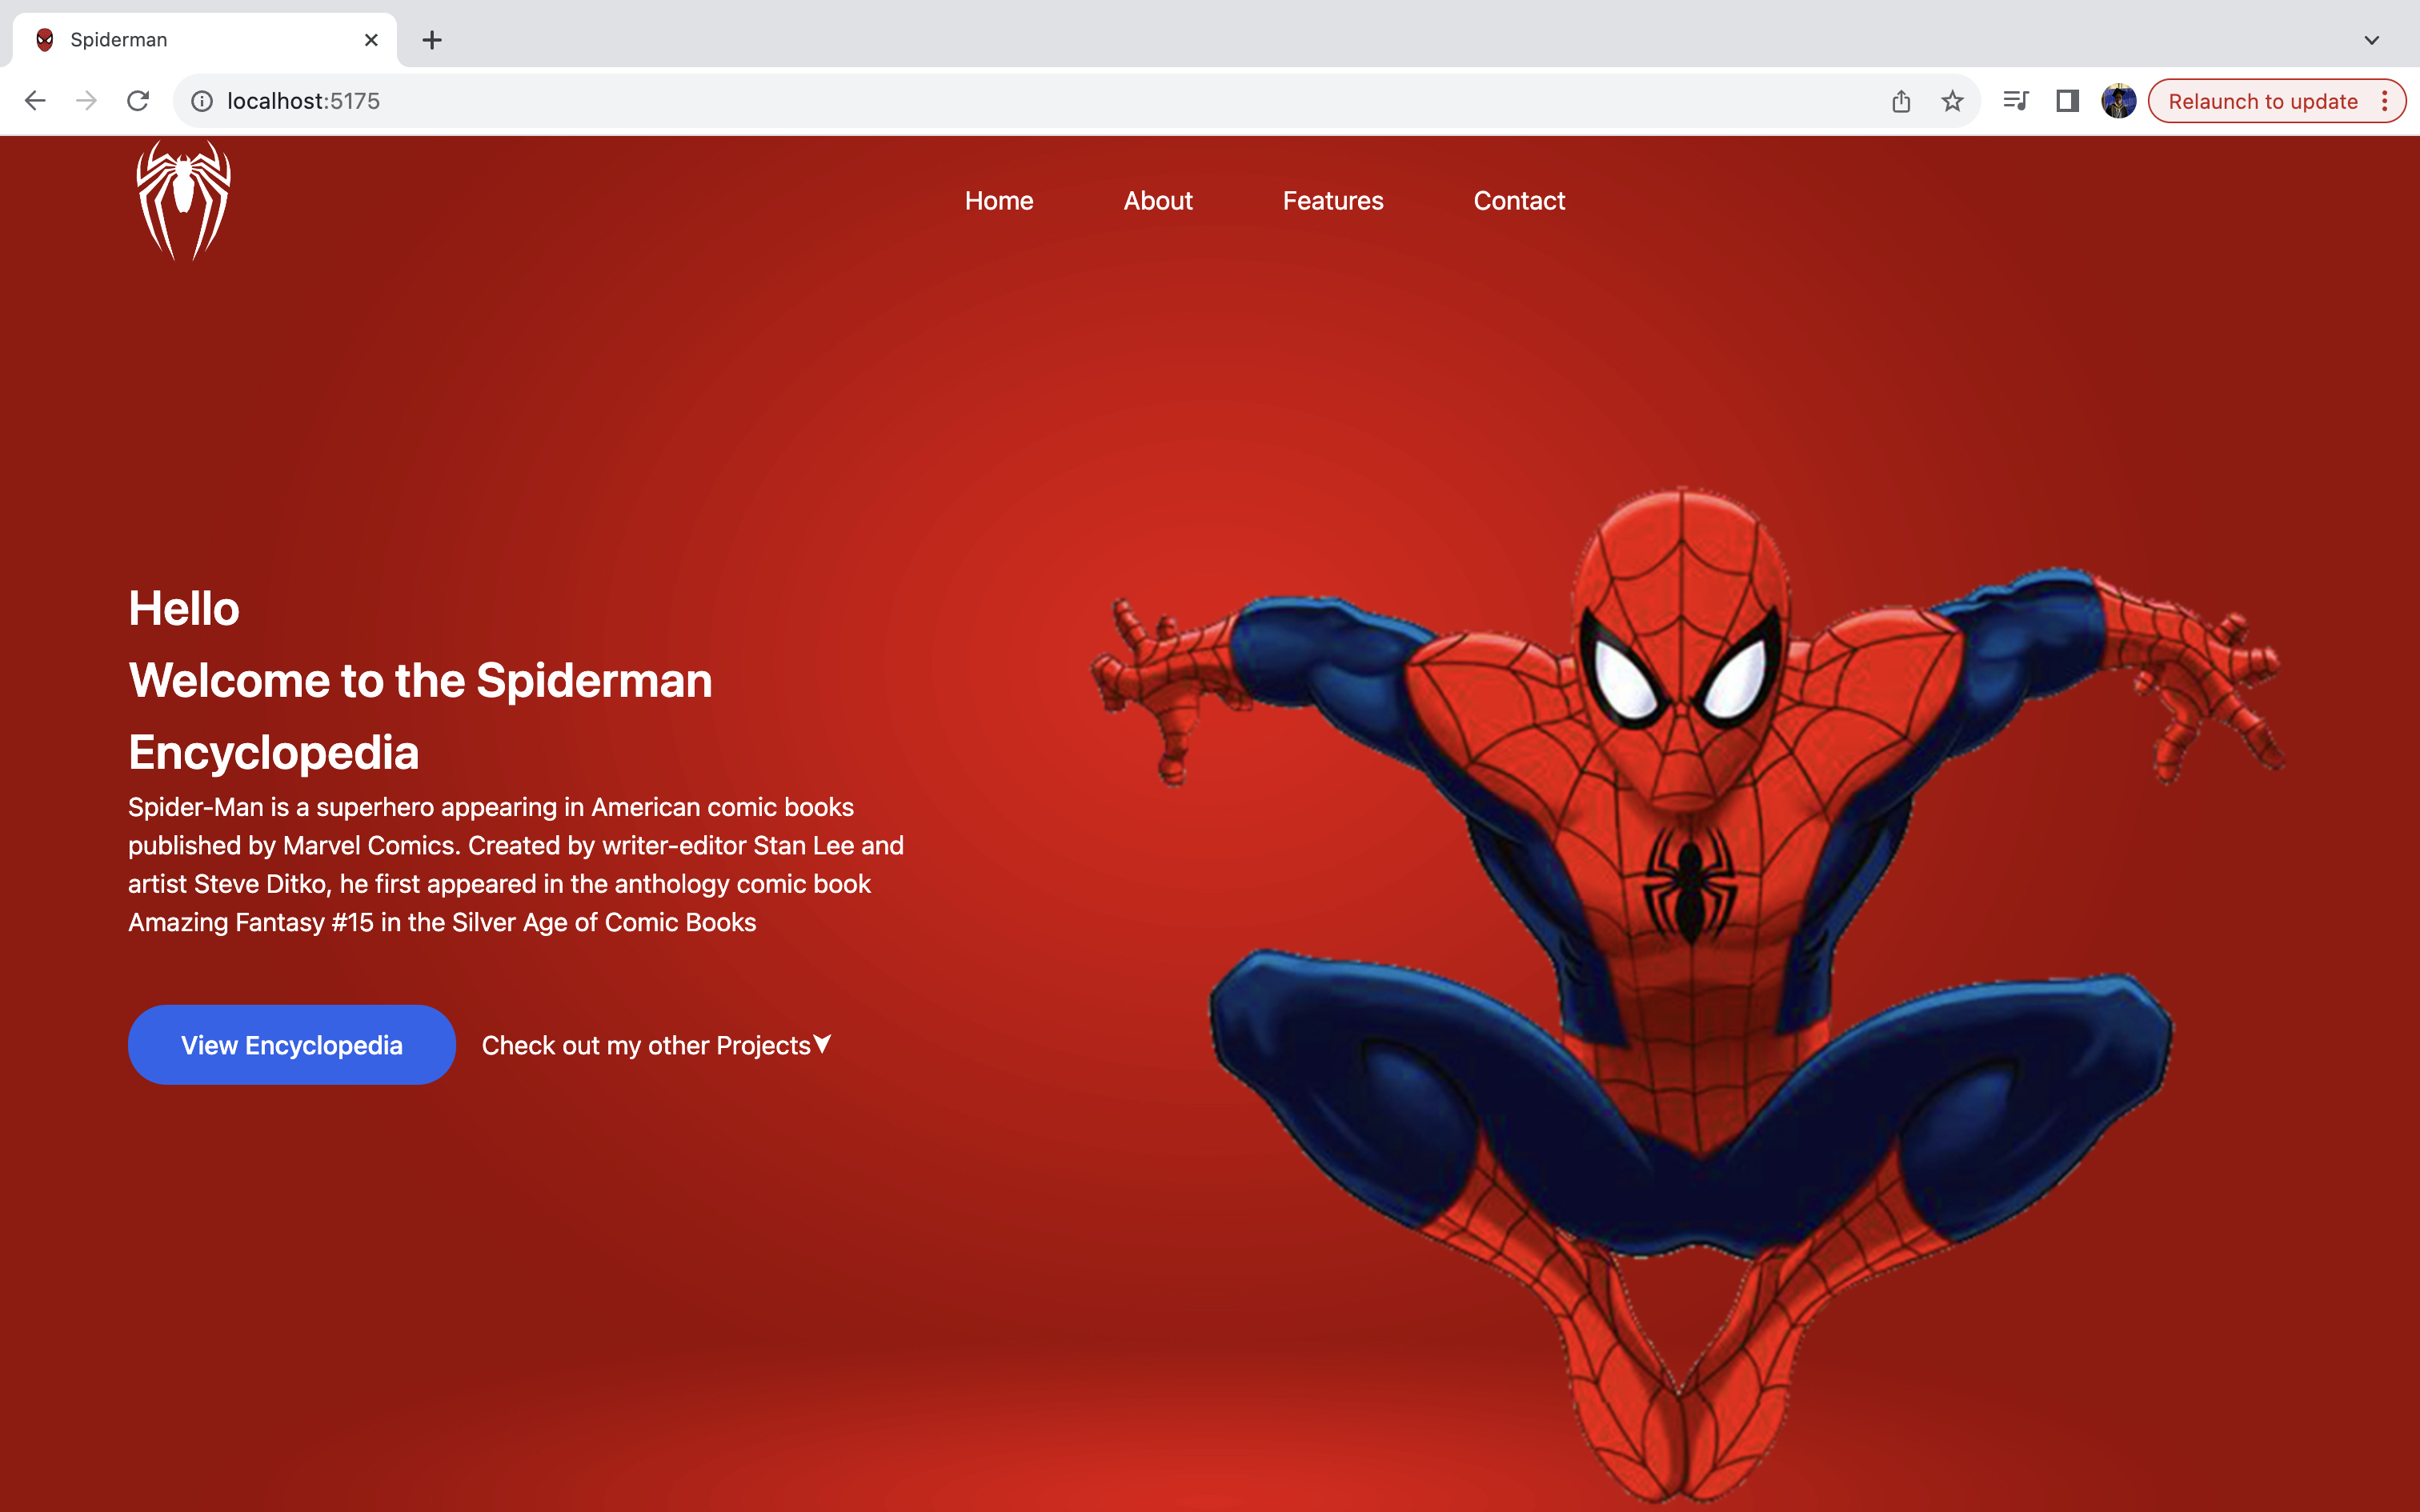 Spiderman
localhost:5175
Relaunch to update
Home About Features Contact
Hello
Welcome to the Spiderman
Encyclopedia
Spider-Man is a superhero appearing in American comic books
published by Marvel Comics. Created by writer-editor Stan Lee and
artist Steve Ditko, he first appeared in the anthology comic book
Amazing Fantasy #15 in the Silver Age of Comic Books
View Encyclopedia Check out my other Projects